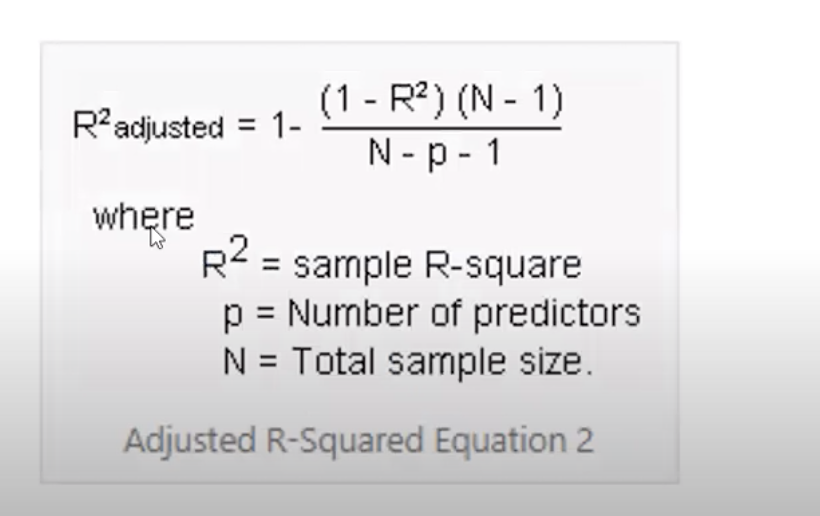 R²adjusted = 1- (1 - R²) (N - 1) / N - p - 1
where
R² = sample R-square
p = Number of predictors
N = Total sample size.
Adjusted R-Squared Equation 2